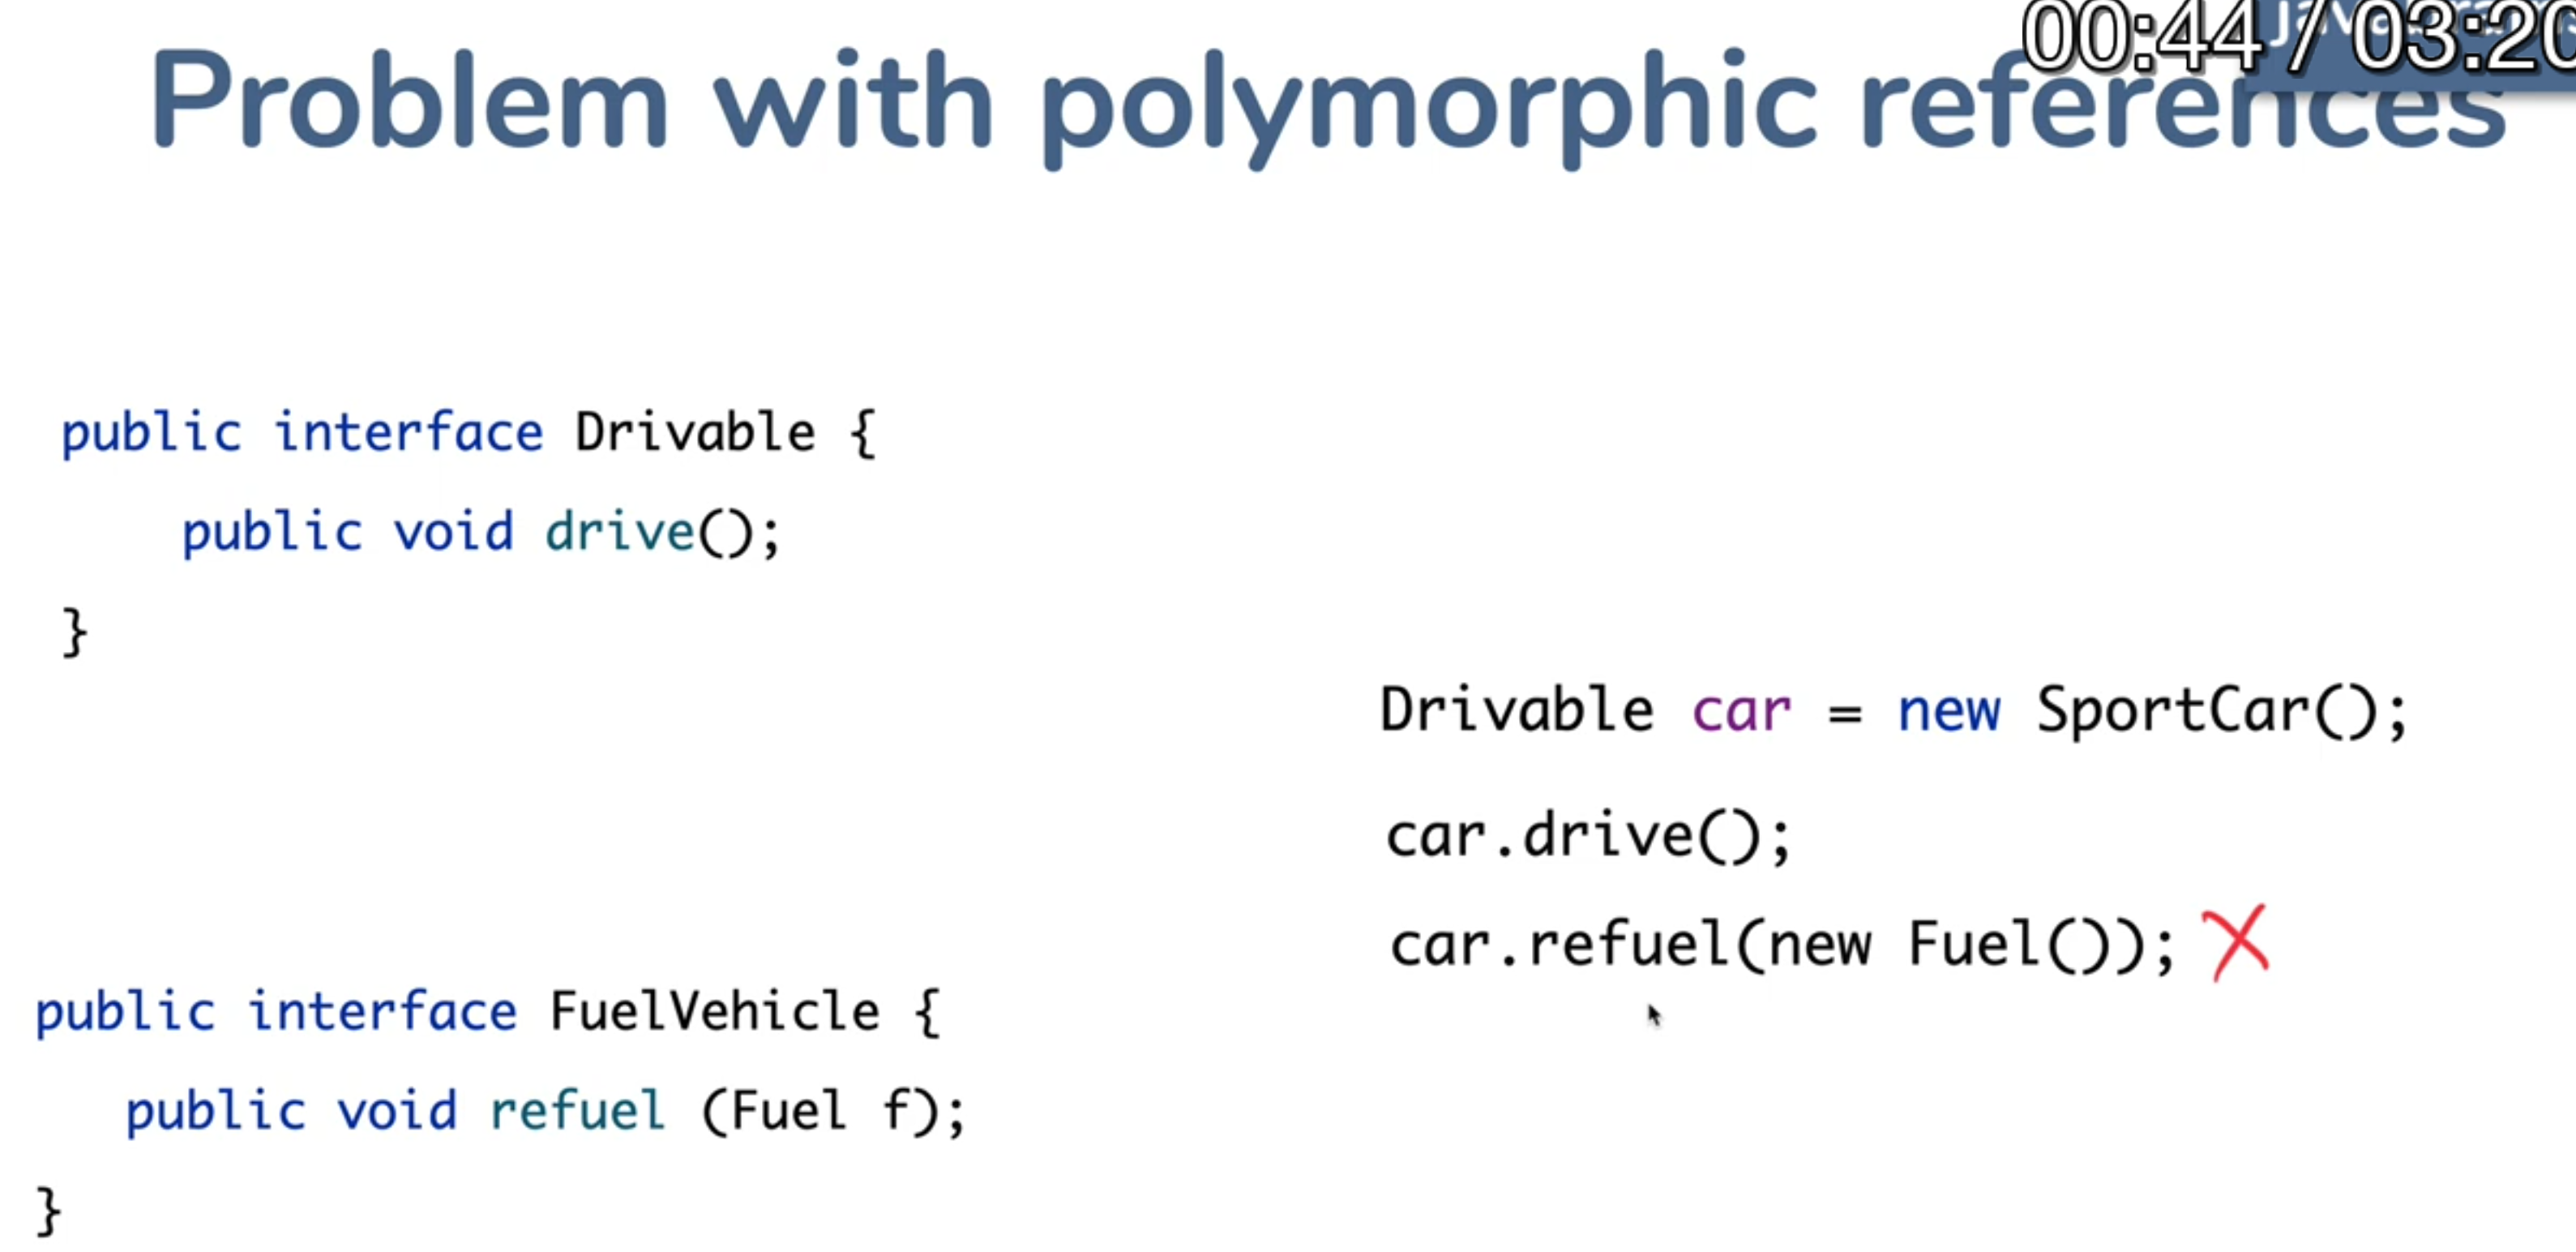 00:44 / 03:20
Problem with polymorphic references
public interface Drivable {
public void drive();
}
Drivable car = new SportCar();
car.drive();
car.refuel(new Fuel());
public interface FuelVehicle {
public void refuel (Fuel f);
}